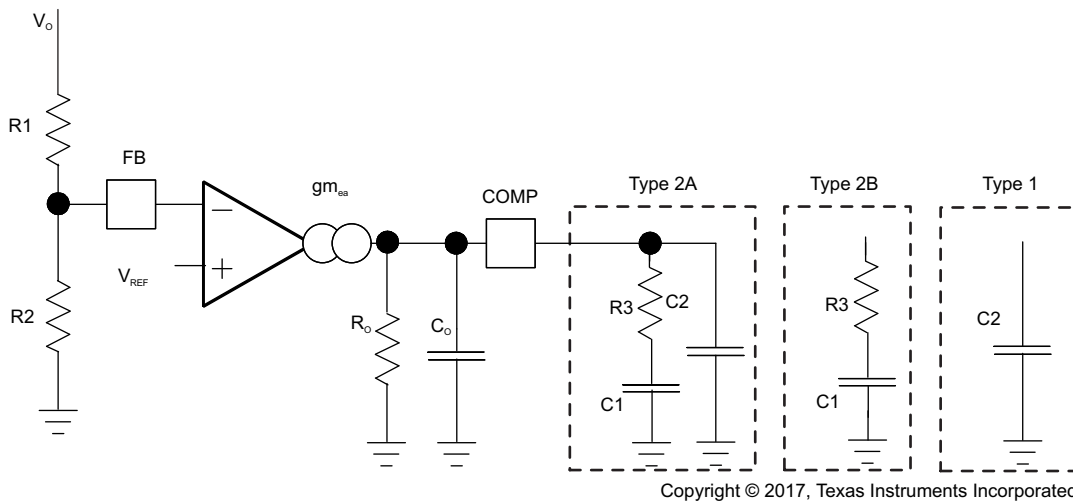 Vₒ
R1
FB
gmₑₐ
COMP
Type 2A
Type 2B
Type 1
−
+
V_REF
R2
Rₒ
Cₒ
R3
C2
C1
R3
C1
C2
Copyright © 2017, Texas Instruments Incorporated